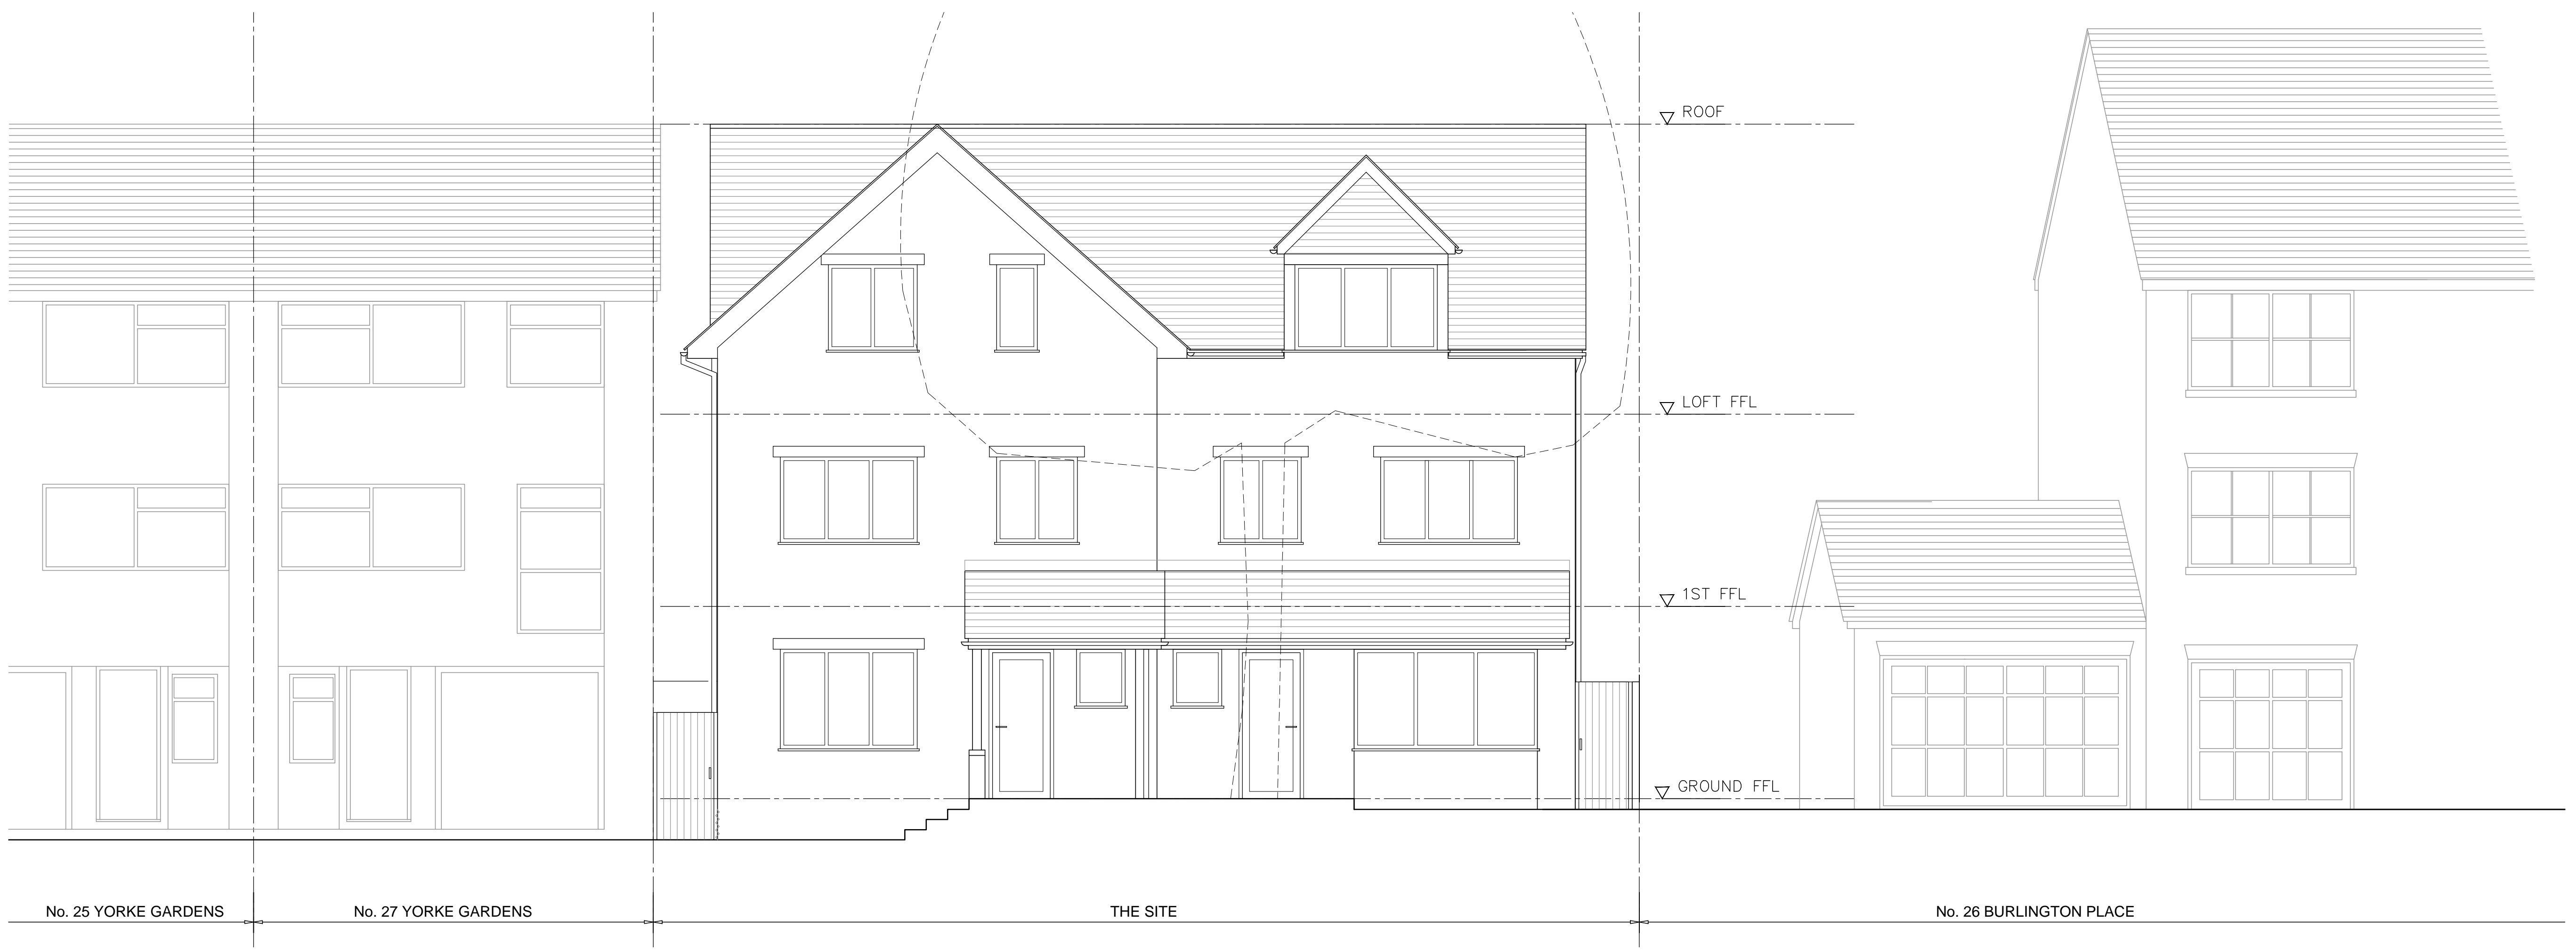 ROOF
LOFT FFL
1ST FFL
GROUND FFL
No. 25 YORKE GARDENS
No. 27 YORKE GARDENS
THE SITE
No. 26 BURLINGTON PLACE